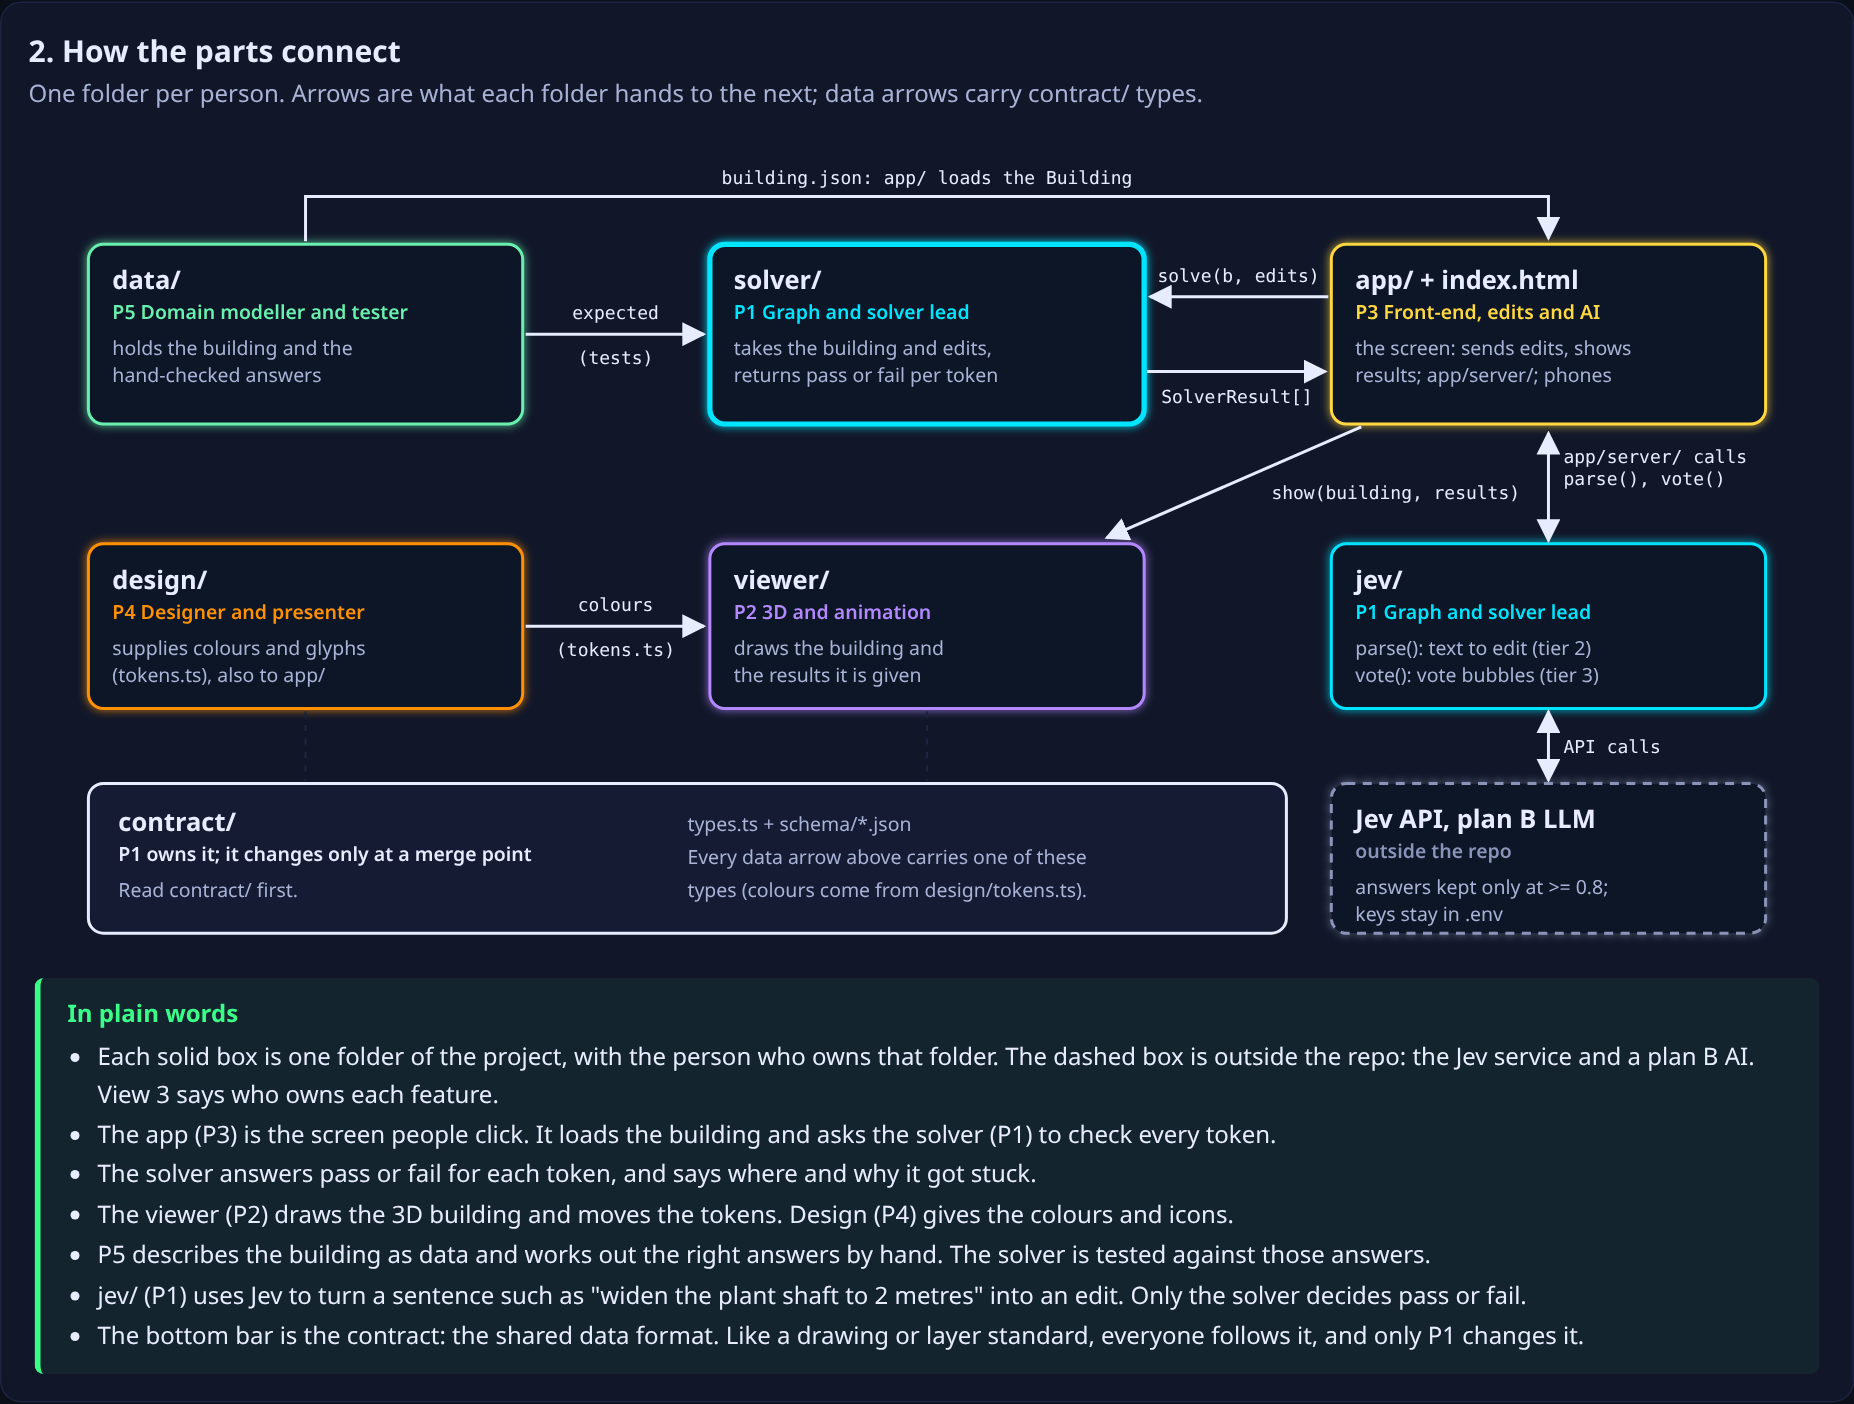 2. How the parts connect
One folder per person. Arrows are what each folder hands to the next; data arrows carry contract/ types.
building.json: app/ loads the Building
data/
P5 Domain modeller and tester
holds the building and the
hand-checked answers
expected
(tests)
solver/
P1 Graph and solver lead
takes the building and edits,
returns pass or fail per token
solve(b, edits)
SolverResult[]
app/ + index.html
P3 Front-end, edits and AI
the screen: sends edits, shows
results; app/server/; phones
show(building, results)
app/server/ calls
parse(), vote()
design/
P4 Designer and presenter
supplies colours and glyphs
(tokens.ts), also to app/
colours
(tokens.ts)
viewer/
P2 3D and animation
draws the building and
the results it is given
jev/
P1 Graph and solver lead
parse(): text to edit (tier 2)
vote(): vote bubbles (tier 3)
API calls
contract/
P1 owns it; it changes only at a merge point
Read contract/ first.
types.ts + schema/*.json
Every data arrow above carries one of these
types (colours come from design/tokens.ts).
Jev API, plan B LLM
outside the repo
answers kept only at >= 0.8;
keys stay in .env
In plain words
• Each solid box is one folder of the project, with the person who owns that folder. The dashed box is outside the repo: the Jev service and a plan B AI.
View 3 says who owns each feature.
• The app (P3) is the screen people click. It loads the building and asks the solver (P1) to check every token.
• The solver answers pass or fail for each token, and says where and why it got stuck.
• The viewer (P2) draws the 3D building and moves the tokens. Design (P4) gives the colours and icons.
• P5 describes the building as data and works out the right answers by hand. The solver is tested against those answers.
• jev/ (P1) uses Jev to turn a sentence such as "widen the plant shaft to 2 metres" into an edit. Only the solver decides pass or fail.
• The bottom bar is the contract: the shared data format. Like a drawing or layer standard, everyone follows it, and only P1 changes it.